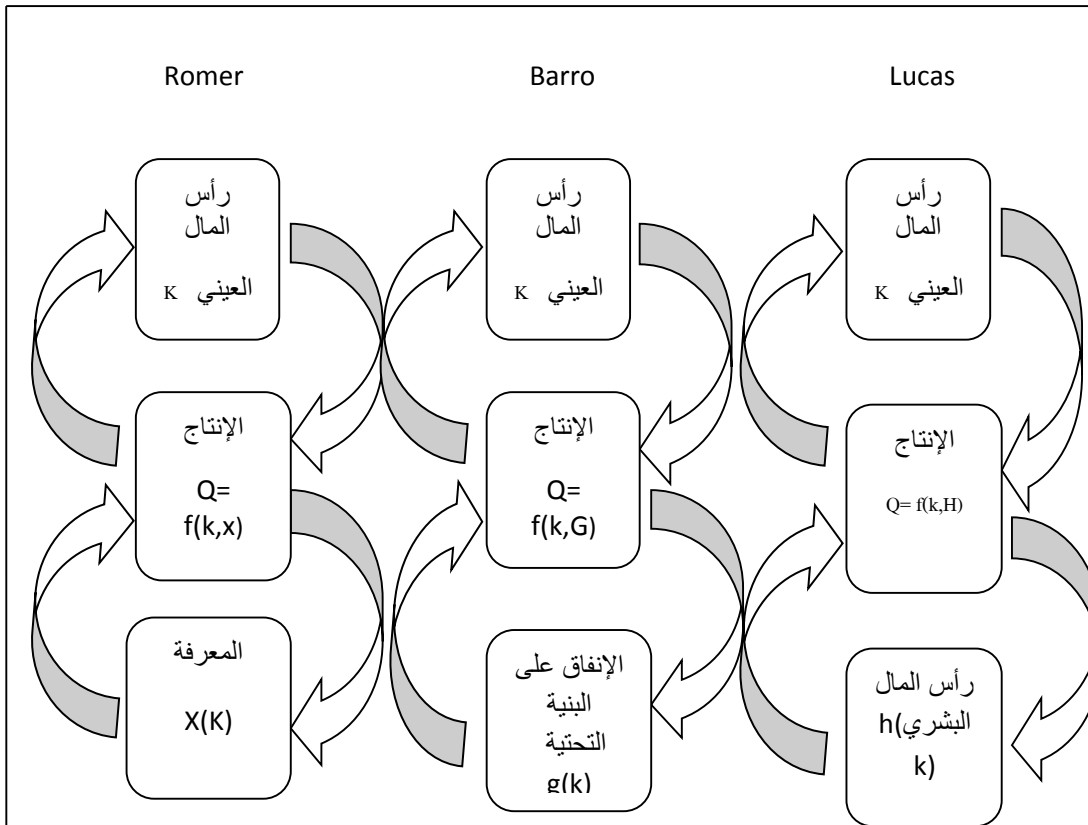 Romer
Barro
Lucas
رأس
المال
العيني K
رأس
المال
العيني K
رأس
المال
العيني K
الإنتاج
Q=
f(k,x)
الإنتاج
Q=
f(k,G)
الإنتاج
Q= f(k,H)
المعرفة
X(K)
الإنفاق على
البنية
التحتية
g(k)
رأس المال
البشري)h
k)